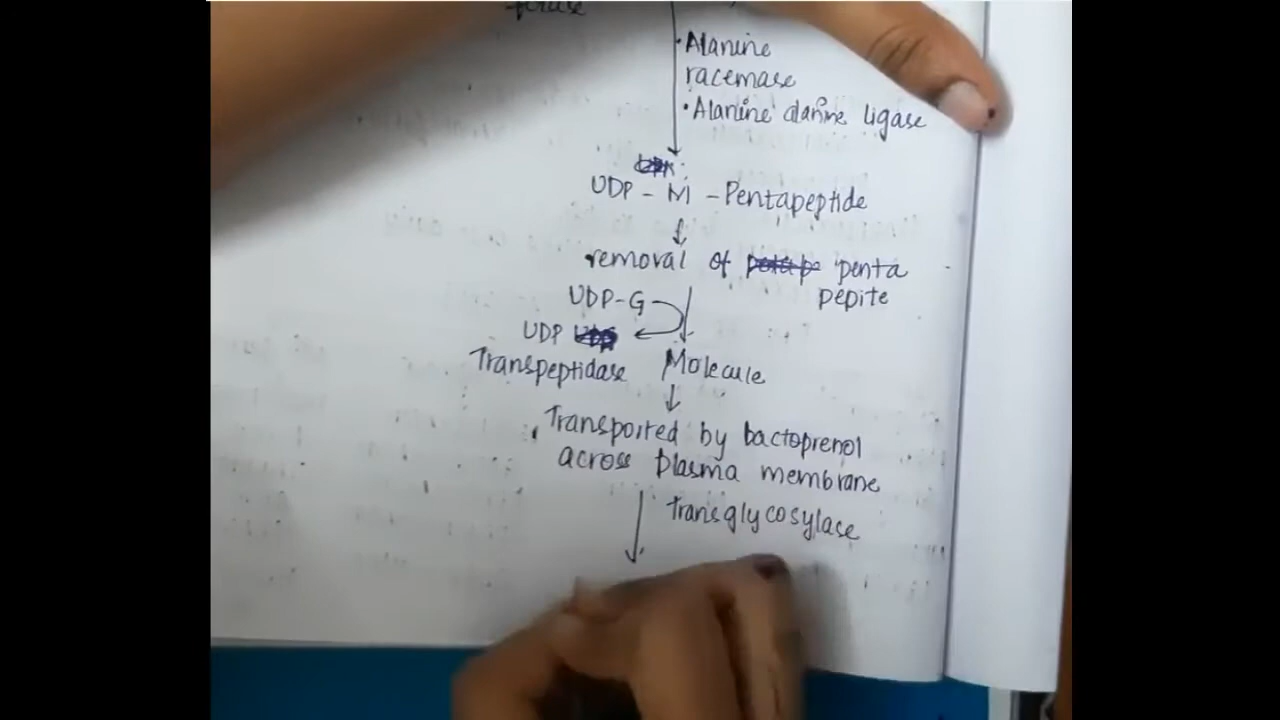 • Alanine
racemase
• Alanine alanine ligase
UDP - M - Pentapeptide
↓
removal of penta
pepite
UDP-G
UDP
Transpeptidase Molecule
↓
Transported by bactoprenol
across plasma membrane
Transglycosylase